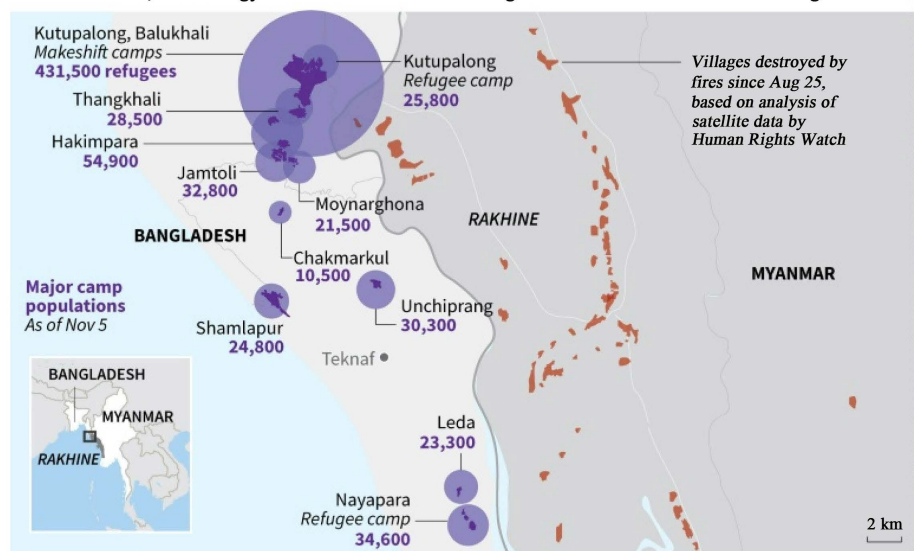 Kutupalong, Balukhali
Makeshift camps
431,500 refugees
Kutupalong
Refugee camp
25,800
Villages destroyed by
fires since Aug 25,
based on analysis of
satellite data by
Human Rights Watch
Thangkhali
28,500
Hakimpara
54,900
Jamtoli
32,800
Moynarghona
21,500
RAKHINE
BANGLADESH
Chakmarkul
10,500
MYANMAR
Major camp
populations
As of Nov 5
Unchiprang
30,300
Shamlapur
24,800
Teknaf
BANGLADESH
MYANMAR
RAKHINE
Leda
23,300
Nayapara
Refugee camp
34,600
2 km